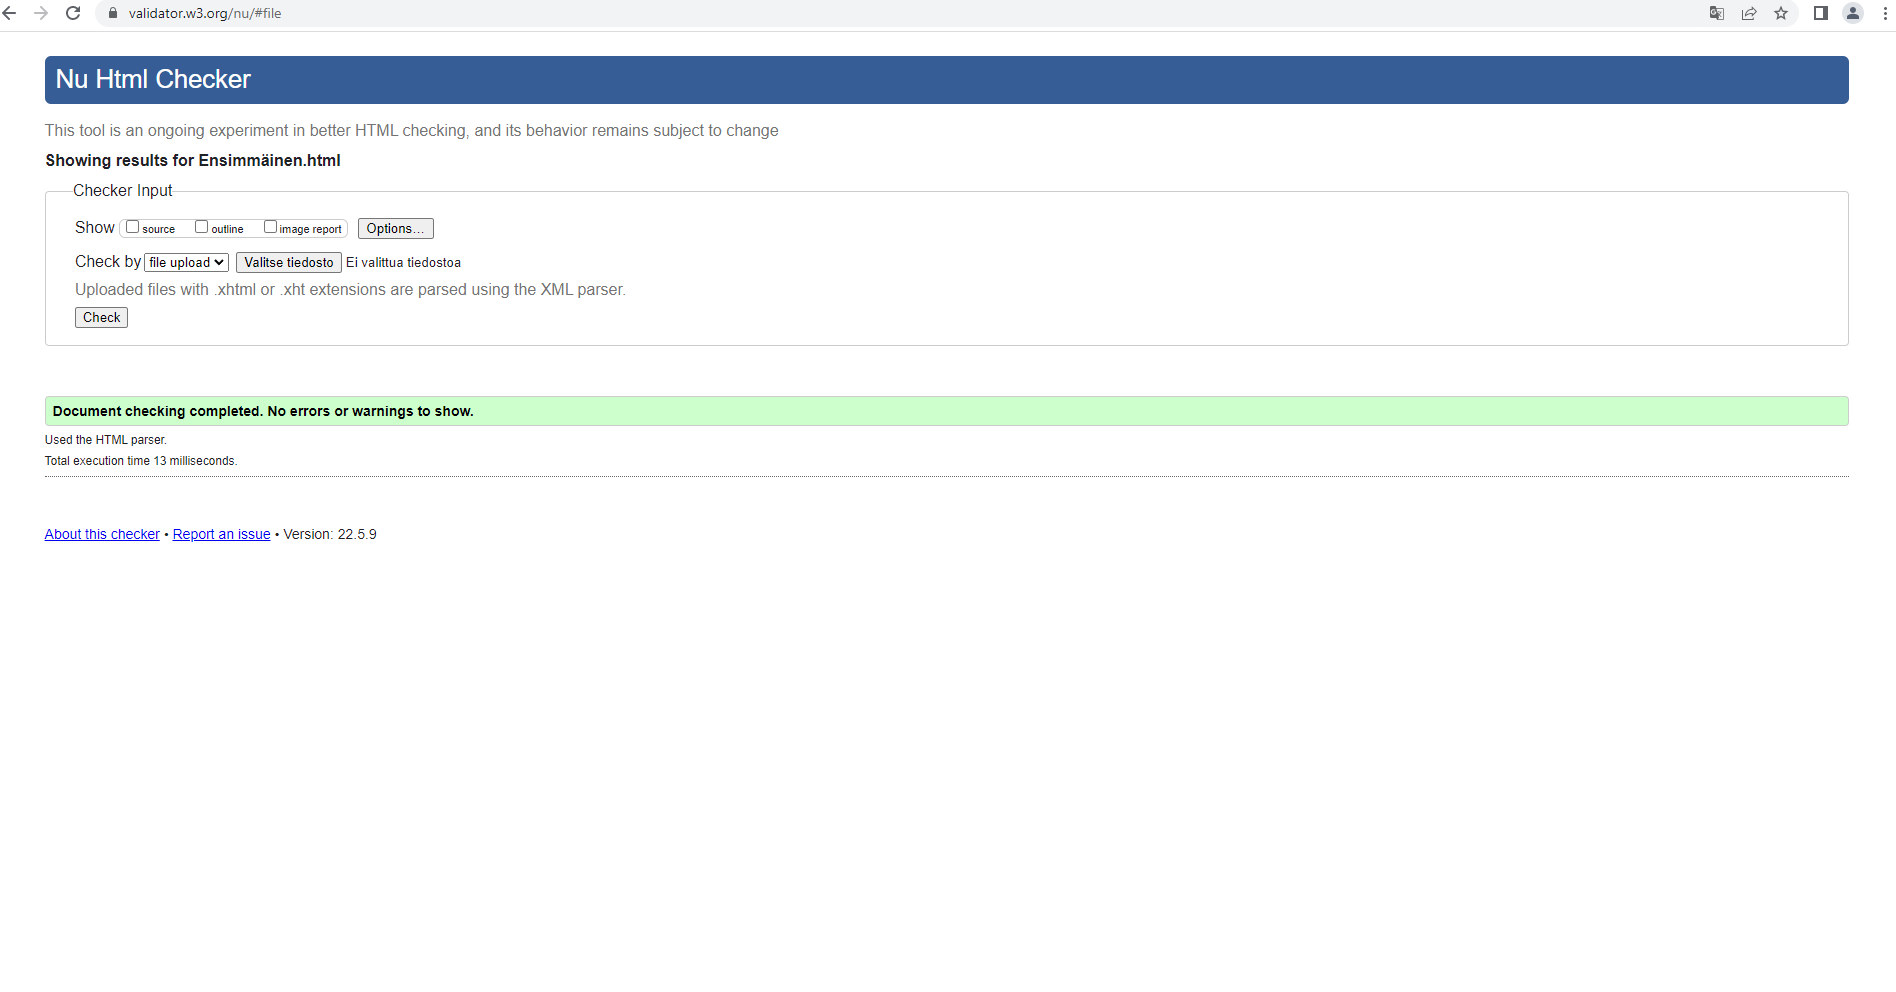 validator.w3.org/nu/#file
Nu Html Checker
This tool is an ongoing experiment in better HTML checking, and its behavior remains subject to change
Showing results for Ensimmäinen.html
Checker Input
Show source outline image report Options...
Check by file upload Valitse tiedosto Ei valittua tiedostoa
Uploaded files with .xhtml or .xht extensions are parsed using the XML parser.
Check
Document checking completed. No errors or warnings to show.
Used the HTML parser.
Total execution time 13 milliseconds.
About this checker • Report an issue • Version: 22.5.9